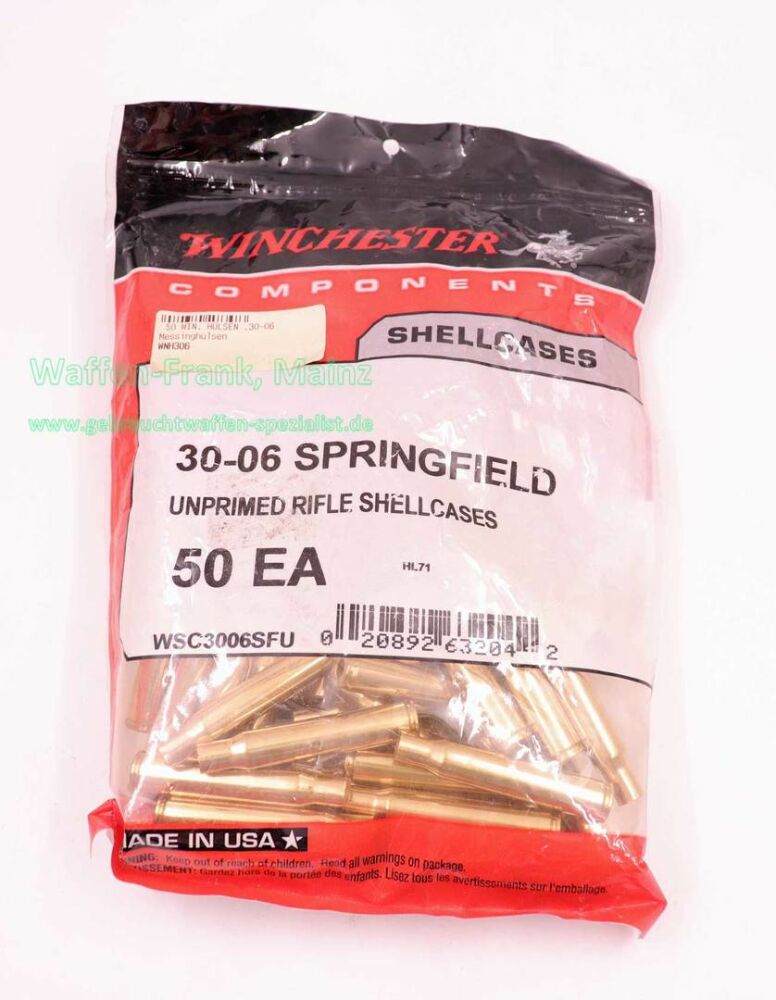 WINCHESTER
COMPONENTS
50 WIN. HÜLSEN .30-06
Messinghülsen
WNH306
SHELLCASES
Waffen-Frank, Mainz
www.gebrauchtwaffen-spezialist.de
30-06 SPRINGFIELD
UNPRIMED RIFLE SHELLCASES
50 EA
HL71
WSC3006SFU
0 20892 63204 2
MADE IN USA
NING: Keep out of reach of children. Read all warnings on package.
ISSEMENT: Gardez hors de la portée des enfants. Lisez tous les avertissements sur l'emballage.